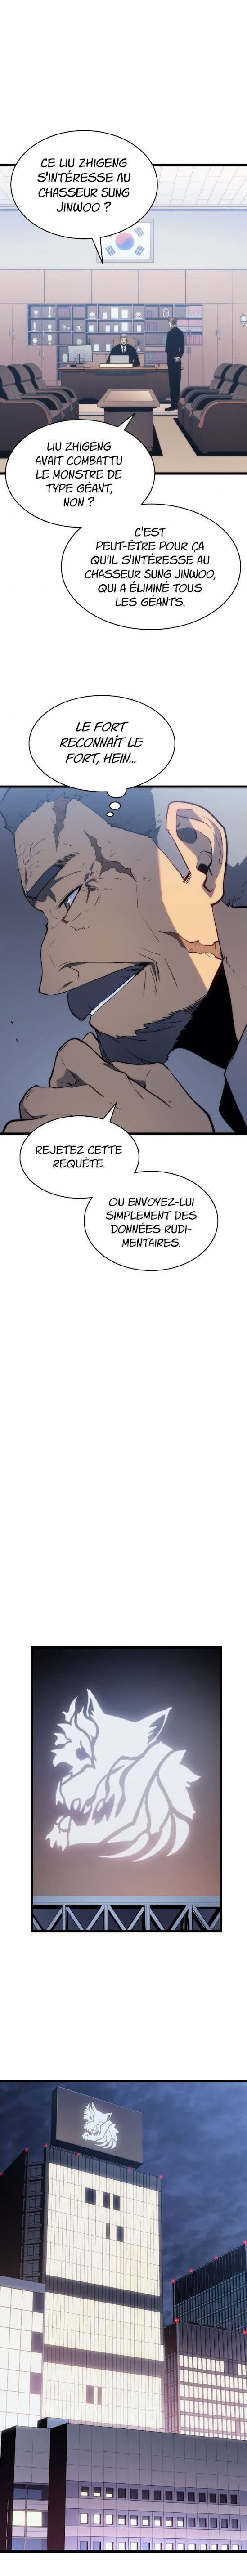 CE LIU ZHIGENG
S'INTÉRESSE AU
CHASSEUR SUNG
JINWOO ?
LIU ZHIGENG
AVAIT COMBATTU
LE MONSTRE DE
TYPE GÉANT,
NON ?
C'EST
PEUT-ÊTRE POUR ÇA
QU'IL S'INTÉRESSE AU
CHASSEUR SUNG JINWOO,
QUI A ÉLIMINÉ TOUS
LES GÉANTS.
LE FORT
RECONNAÎT LE
FORT, HEIN...
REJETEZ CETTE
REQUÊTE.
OU ENVOYEZ-LUI
SIMPLEMENT DES
DONNÉES RUDI-
MENTAIRES.